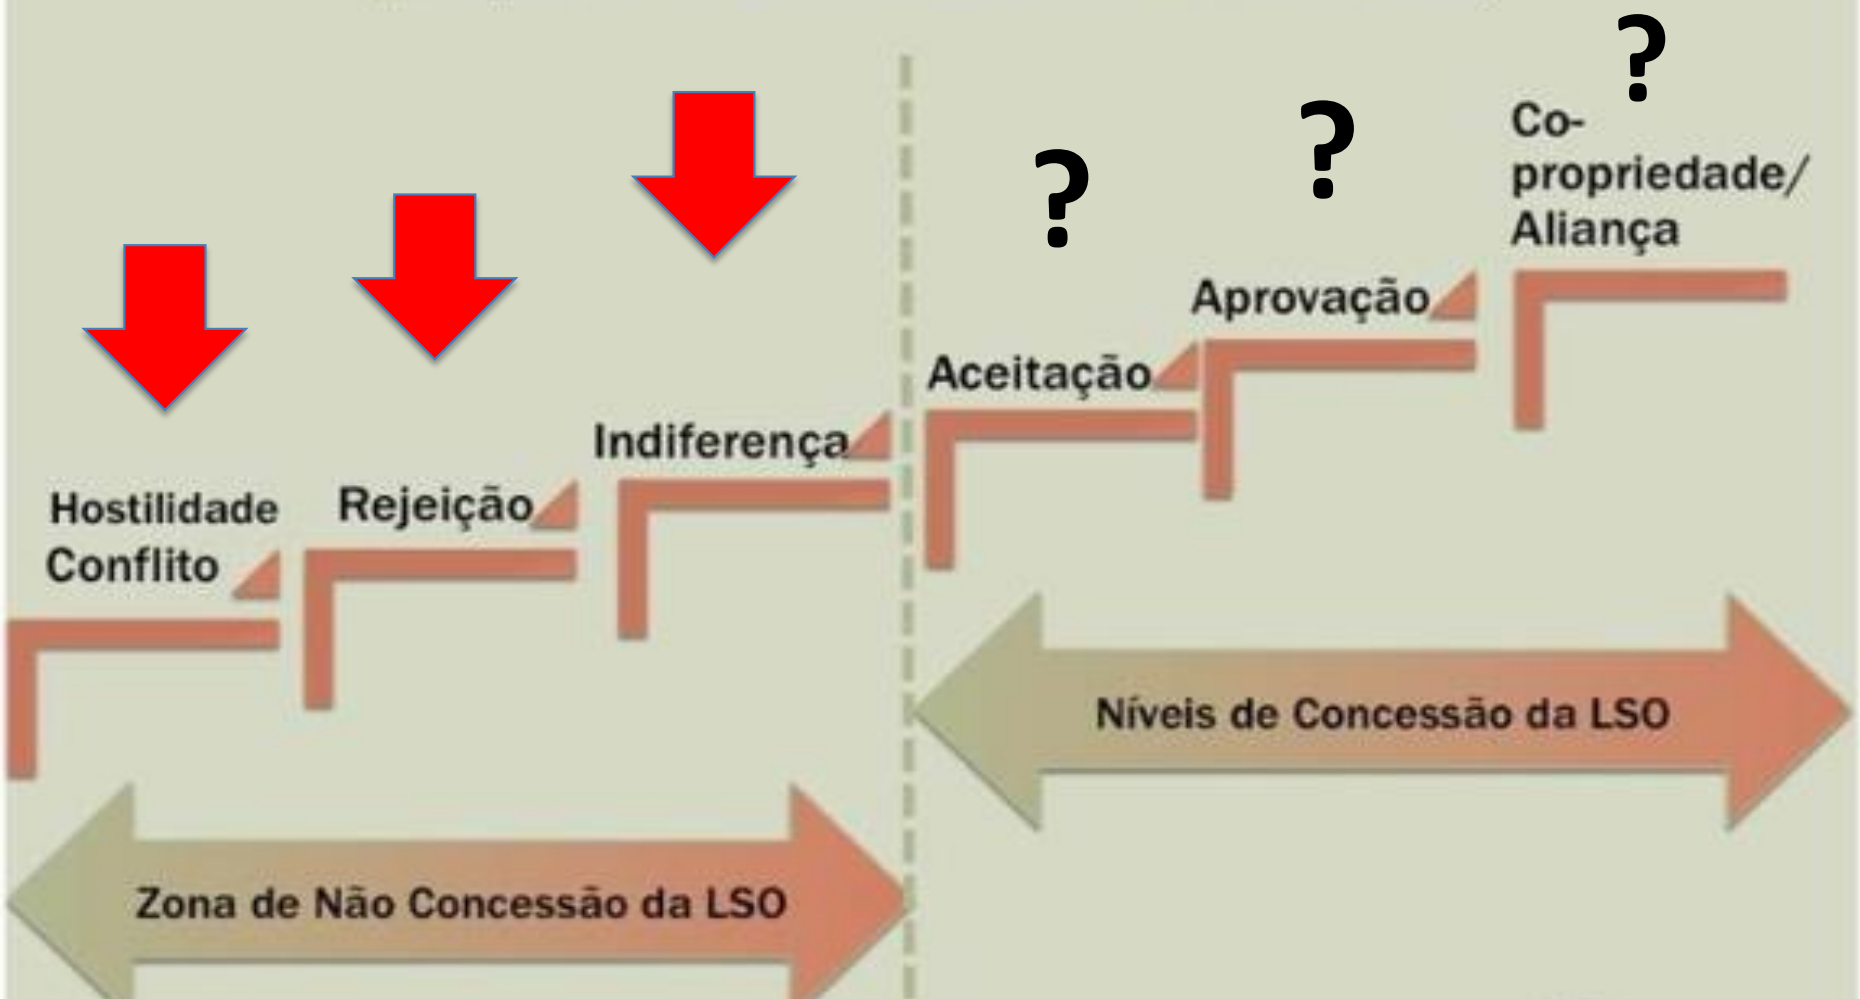 ?
?
?
Co-
propriedade/
Aliança
Aprovação
Aceitação
Indiferença
Rejeição
Hostilidade
Conflito
Níveis de Concessão da LSO
Zona de Não Concessão da LSO